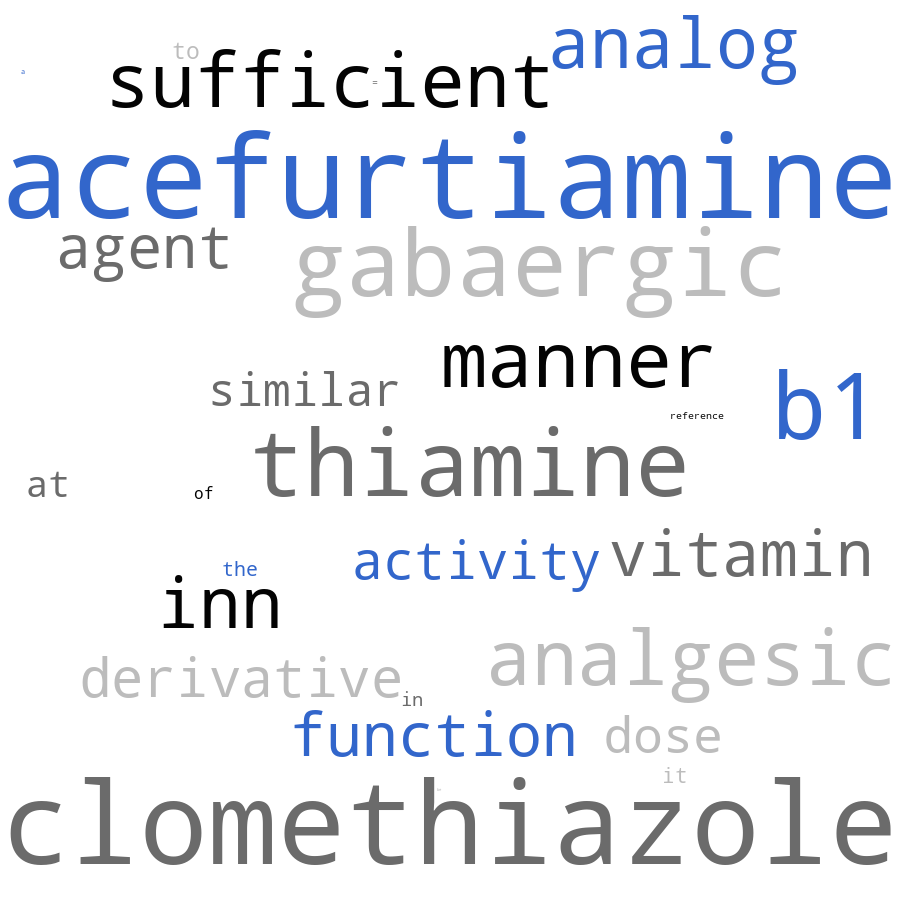 analog
to
sufficient
a
=
acefurtiamine
agent
gabaergic
manner
similar
b1
reference
thiamine
at
of
activity
vitamin
the
inn
analgesic
derivative
in
function
dose
it
clomethiazole